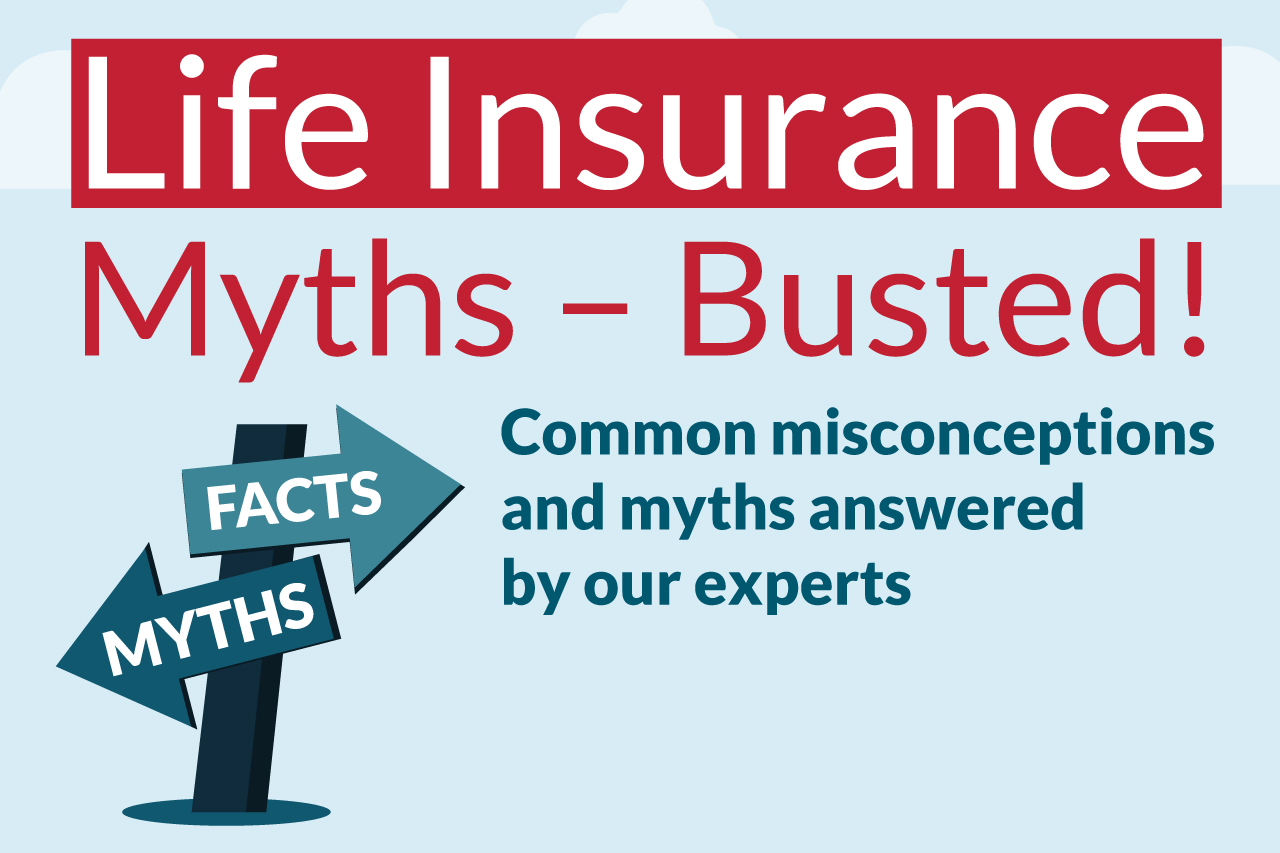 Life Insurance
Myths – Busted!
FACTS
MYTHS
Common misconceptions
and myths answered
by our experts